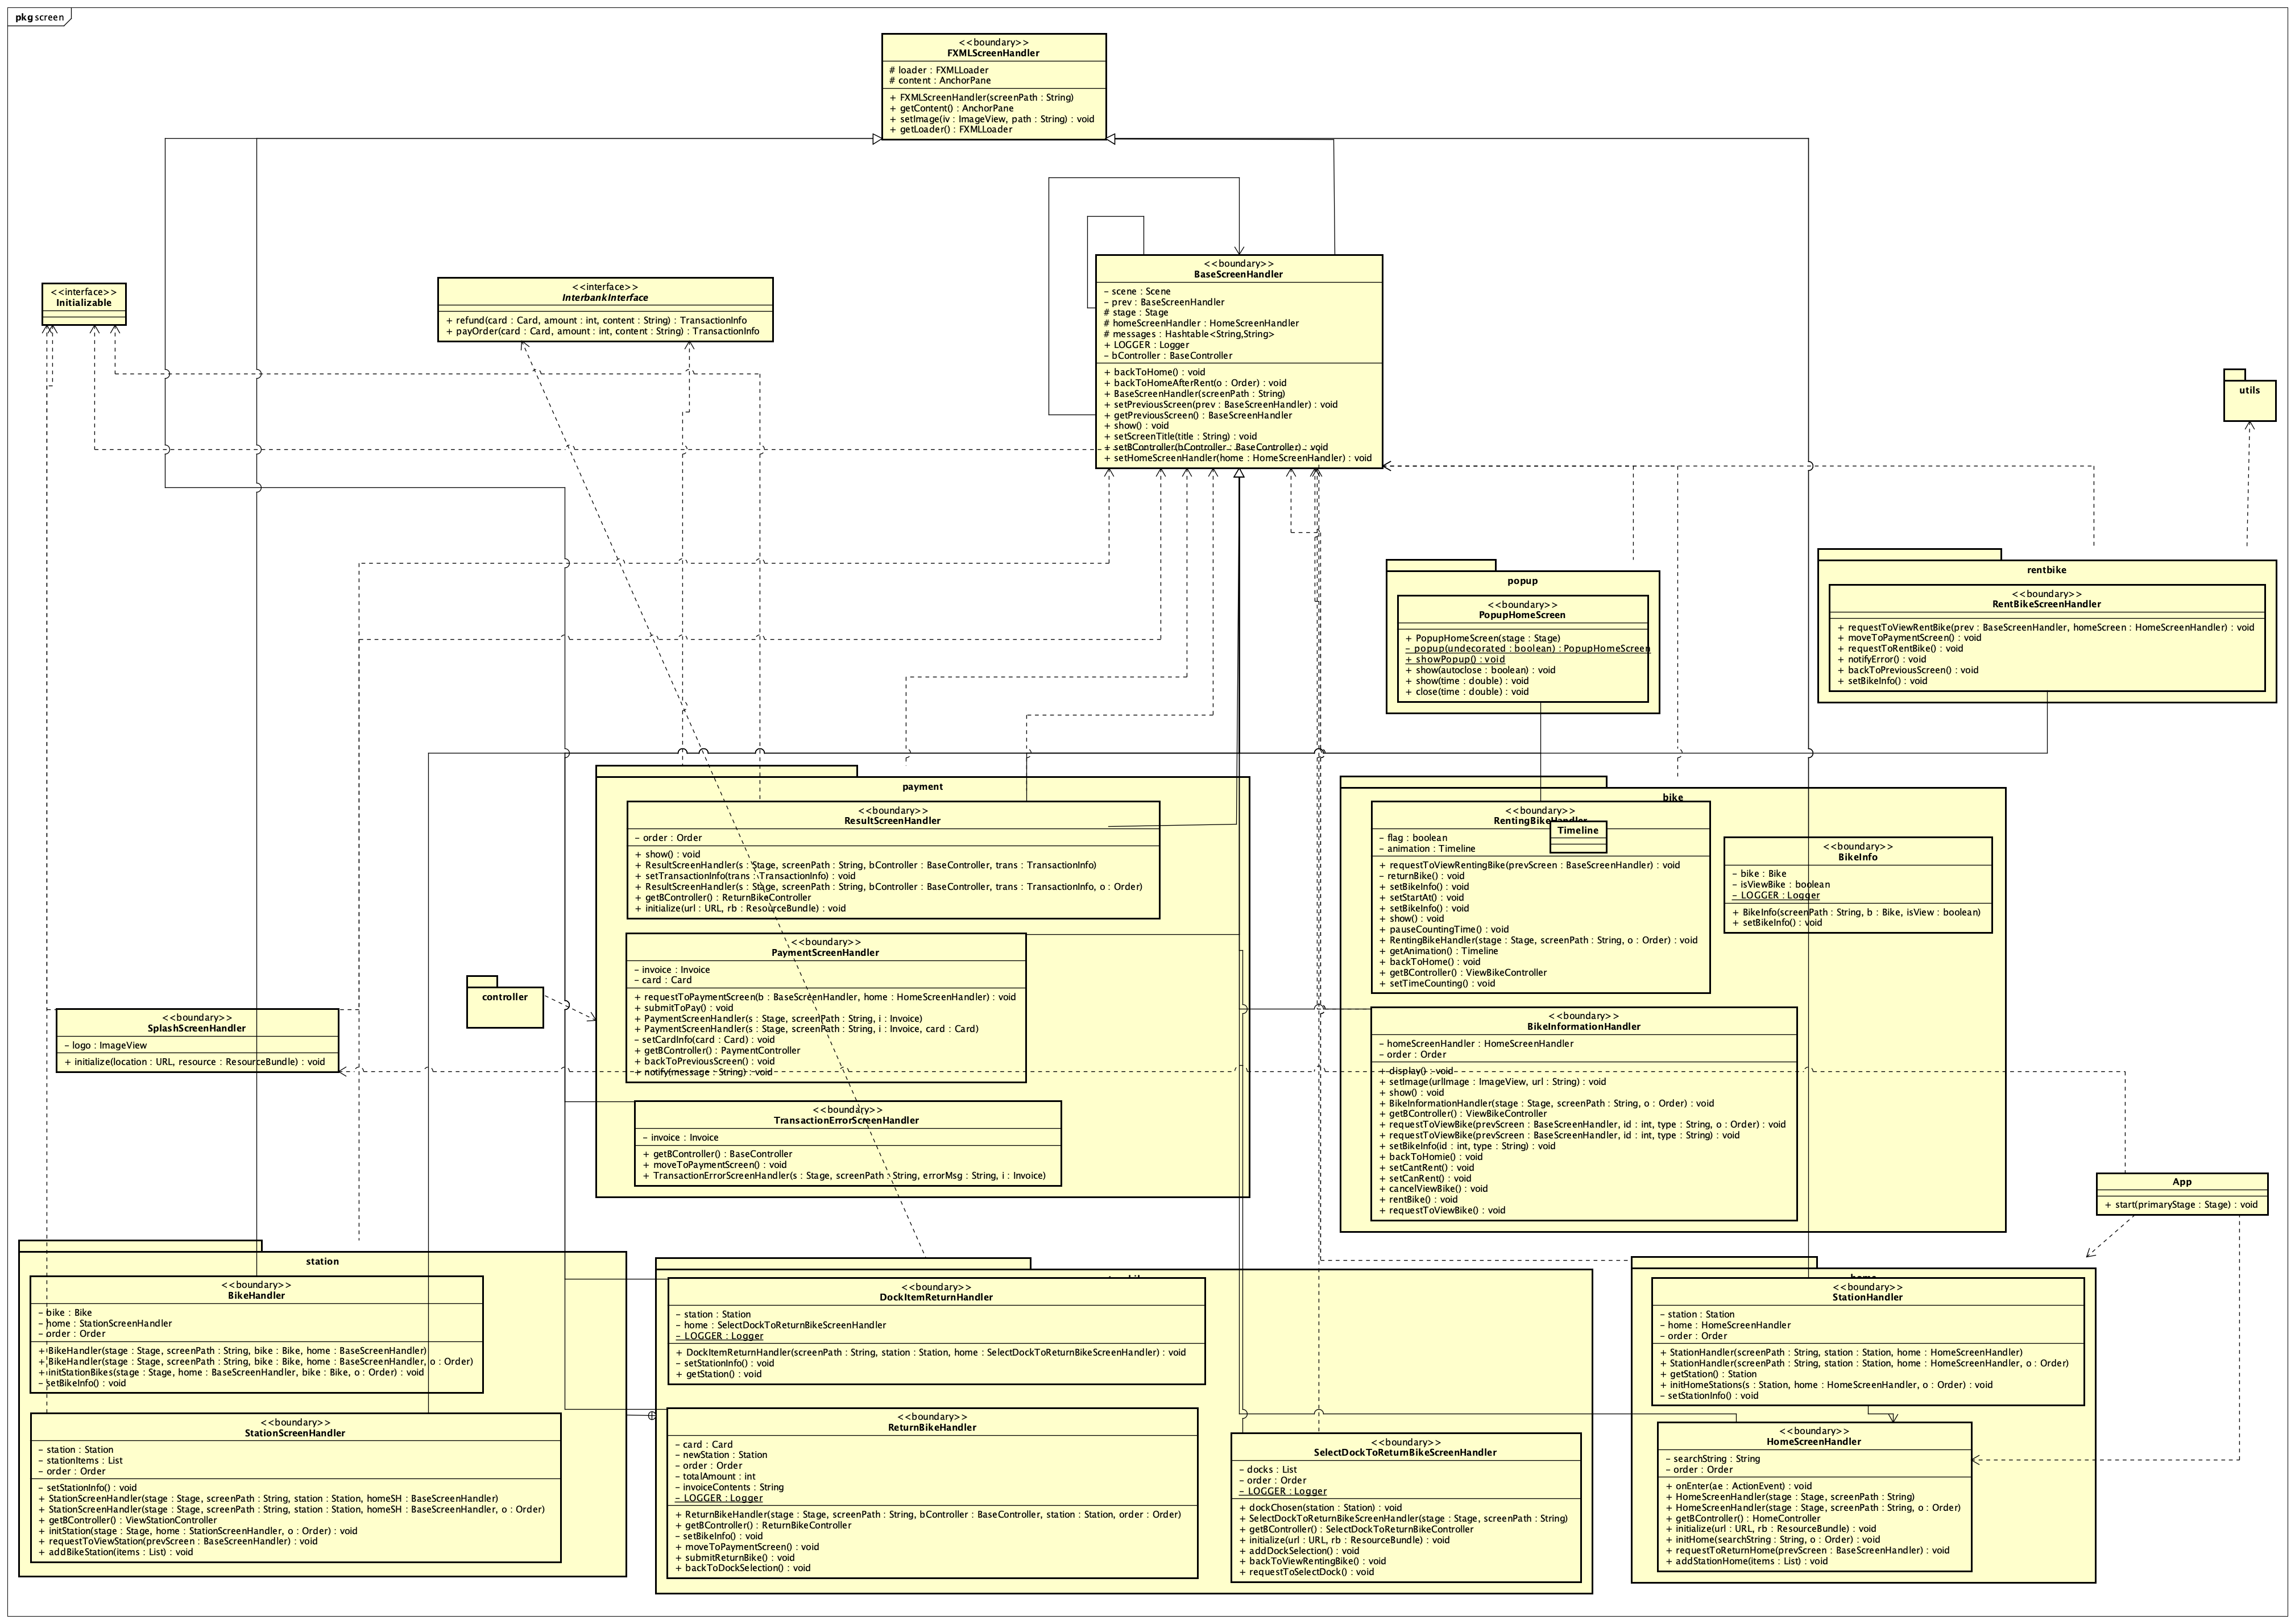 pkg screen
<<boundary>>
FXMLScreenHandler
# loader : FXMLLoader
# content : AnchorPane
+ FXMLScreenHandler(screenPath : String)
+ getContent() : AnchorPane
+ setImage(iv : ImageView, path : String) : void
+ getLoader() : FXMLLoader
<<interface>>
Initializable
<<interface>>
InterbankInterface
+ refund(card : Card, amount : int, content : String) : TransactionInfo
+ payOrder(card : Card, amount : int, content : String) : TransactionInfo
<<boundary>>
BaseScreenHandler
- scene : Scene
- prev : BaseScreenHandler
# stage : Stage
# homeScreenHandler : HomeScreenHandler
# messages : Hashtable<String,String>
+ LOGGER : Logger
- bController : BaseController
+ backToHome() : void
+ backToHomeAfterRent(o : Order) : void
+ BaseScreenHandler(screenPath : String)
+ setPreviousScreen(prev : BaseScreenHandler) : void
+ getPreviousScreen() : BaseScreenHandler
+ show() : void
+ setScreenTitle(title : String) : void
+ setBController(bController : BaseController) : void
+ setHomeScreenHandler(home : HomeScreenHandler) : void
utils
popup
<<boundary>>
PopupHomeScreen
+ PopupHomeScreen(stage : Stage)
- popup(undecorated : boolean) : PopupHomeScreen
+ showPopup() : void
+ show(autoclose : boolean) : void
+ show(time : double) : void
+ close(time : double) : void
rentbike
<<boundary>>
RentBikeScreenHandler
+ requestToViewRentBike(prev : BaseScreenHandler, homeScreen : HomeScreenHandler) : void
+ moveToPaymentScreen() : void
+ requestToRentBike() : void
+ notifyError() : void
+ backToPreviousScreen() : void
+ setBikeInfo() : void
payment
<<boundary>>
ResultScreenHandler
- order : Order
+ show() : void
+ ResultScreenHandler(s : Stage, screenPath : String, bController : BaseController, trans : TransactionInfo)
+ setTransactionInfo(trans : TransactionInfo) : void
+ ResultScreenHandler(s : Stage, screenPath : String, bController : BaseController, trans : TransactionInfo, o : Order)
+ getBController() : ReturnBikeController
+ initialize(url : URL, rb : ResourceBundle) : void
<<boundary>>
PaymentScreenHandler
- invoice : Invoice
- card : Card
+ requestToPaymentScreen(b : BaseScreenHandler, home : HomeScreenHandler) : void
+ submitToPay() : void
+ PaymentScreenHandler(s : Stage, screenPath : String, i : Invoice)
+ PaymentScreenHandler(s : Stage, screenPath : String, i : Invoice, card : Card)
- setCardInfo(card : Card) : void
+ getBController() : PaymentController
+ backToPreviousScreen() : void
+ notify(message : String) : void
<<boundary>>
TransactionErrorScreenHandler
- invoice : Invoice
+ getBController() : BaseController
+ moveToPaymentScreen() : void
+ TransactionErrorScreenHandler(s : Stage, screenPath : String, errorMsg : String, i : Invoice)
controller
<<boundary>>
SplashScreenHandler
- logo : ImageView
+ initialize(location : URL, resource : ResourceBundle) : void
bike
<<boundary>>
RentingBikeHandler
- flag : boolean
- animation : Timeline
+ requestToViewRentingBike(prevScreen : BaseScreenHandler) : void
- returnBike() : void
+ setBikeInfo() : void
+ setStartAt() : void
+ setBikeInfo() : void
+ show() : void
+ pauseCountingTime() : void
+ RentingBikeHandler(stage : Stage, screenPath : String, o : Order) : void
+ getAnimation() : Timeline
+ backToHome() : void
+ getBController() : ViewBikeController
+ setTimeCounting() : void
Timeline
<<boundary>>
BikeInfo
- bike : Bike
- isViewBike : boolean
- LOGGER : Logger
+ BikeInfo(screenPath : String, b : Bike, isView : boolean)
+ setBikeInfo() : void
<<boundary>>
BikeInformationHandler
- homeScreenHandler : HomeScreenHandler
- order : Order
+ display() : void
+ setImage(urlImage : ImageView, url : String) : void
+ show() : void
+ BikeInformationHandler(stage : Stage, screenPath : String, o : Order) : void
+ getBController() : ViewBikeController
+ requestToViewBike(prevScreen : BaseScreenHandler, id : int, type : String, o : Order) : void
+ requestToViewBike(prevScreen : BaseScreenHandler, id : int, type : String) : void
+ setBikeInfo(id : int, type : String) : void
+ backToHomie() : void
+ setCantRent() : void
+ setCanRent() : void
+ cancelViewBike() : void
+ rentBike() : void
+ requestToViewBike() : void
App
+ start(primaryStage : Stage) : void
station
<<boundary>>
BikeHandler
- bike : Bike
- home : StationScreenHandler
- order : Order
+ BikeHandler(stage : Stage, screenPath : String, bike : Bike, home : BaseScreenHandler)
+ BikeHandler(stage : Stage, screenPath : String, bike : Bike, home : BaseScreenHandler, o : Order)
+ initStationBikes(stage : Stage, home : BaseScreenHandler, bike : Bike, o : Order) : void
- setBikeInfo() : void
<<boundary>>
StationScreenHandler
- station : Station
- stationItems : List
- order : Order
- setStationInfo() : void
+ StationScreenHandler(stage : Stage, screenPath : String, station : Station, homeSH : BaseScreenHandler)
+ StationScreenHandler(stage : Stage, screenPath : String, station : Station, homeSH : BaseScreenHandler, o : Order)
+ getBController() : ViewStationController
+ initStation(stage : Stage, home : StationScreenHandler, o : Order) : void
+ requestToViewStation(prevScreen : BaseScreenHandler) : void
+ addBikeStation(items : List) : void
<<boundary>>
DockItemReturnHandler
- station : Station
- home : SelectDockToReturnBikeScreenHandler
- LOGGER : Logger
+ DockItemReturnHandler(screenPath : String, station : Station, home : SelectDockToReturnBikeScreenHandler) : void
- setStationInfo() : void
+ getStation() : void
<<boundary>>
ReturnBikeHandler
- card : Card
- newStation : Station
- order : Order
- totalAmount : int
- invoiceContents : String
- LOGGER : Logger
+ ReturnBikeHandler(stage : Stage, screenPath : String, bController : BaseController, station : Station, order : Order)
+ getBController() : ReturnBikeController
- setBikeInfo() : void
+ moveToPaymentScreen() : void
+ submitReturnBike() : void
+ backToDockSelection() : void
<<boundary>>
SelectDockToReturnBikeScreenHandler
- docks : List
- order : Order
- LOGGER : Logger
+ dockChosen(station : Station) : void
+ SelectDockToReturnBikeScreenHandler(stage : Stage, screenPath : String)
+ getBController() : SelectDockToReturnBikeController
+ initialize(url : URL, rb : ResourceBundle) : void
+ addDockSelection() : void
+ backToViewRentingBike() : void
+ requestToSelectDock() : void
<<boundary>>
StationHandler
- station : Station
- home : HomeScreenHandler
- order : Order
+ StationHandler(screenPath : String, station : Station, home : HomeScreenHandler)
+ StationHandler(screenPath : String, station : Station, home : HomeScreenHandler, o : Order)
+ getStation() : Station
+ initHomeStations(s : Station, home : HomeScreenHandler, o : Order) : void
- setStationInfo() : void
<<boundary>>
HomeScreenHandler
- searchString : String
- order : Order
+ onEnter(ae : ActionEvent) : void
+ HomeScreenHandler(stage : Stage, screenPath : String)
+ HomeScreenHandler(stage : Stage, screenPath : String, o : Order)
+ getBController() : HomeController
+ initialize(url : URL, rb : ResourceBundle) : void
+ initHome(searchString : String, o : Order) : void
+ requestToReturnHome(prevScreen : BaseScreenHandler) : void
+ addStationHome(items : List) : void